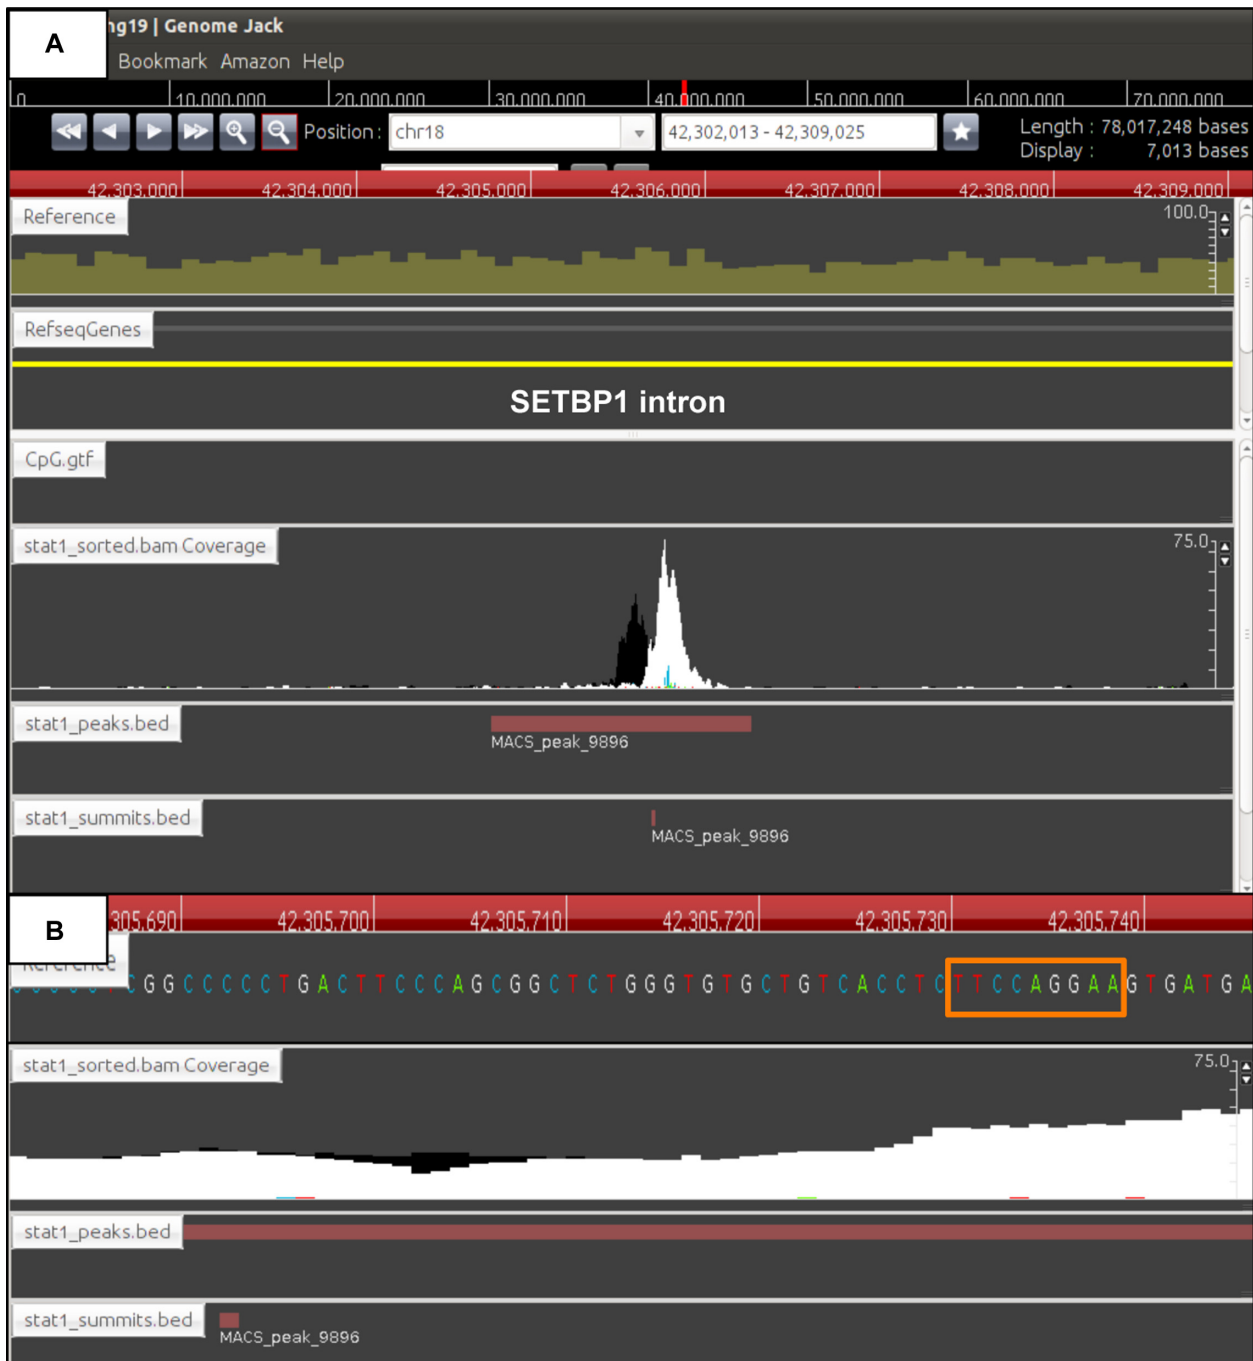 A
hg19 | Genome Jack
Bookmark Amazon Help
0 10,000,000 20,000,000 30,000,000 40,000,000 50,000,000 60,000,000 70,000,000
Position : chr18 42,302,013 - 42,309,025 Length : 78,017,248 bases
Display : 7,013 bases
42,303,000 42,304,000 42,305,000 42,306,000 42,307,000 42,308,000 42,309,000
Reference 100.0
RefseqGenes
SETBP1 intron
CpG.gtf
stat1_sorted.bam Coverage 75.0
stat1_peaks.bed
MACS_peak_9896
stat1_summits.bed
MACS_peak_9896
B
305,690 42,305,700 42,305,710 42,305,720 42,305,730 42,305,740
Reference
CGGCCCCCTGACTTCCCAGCGGCTCTGGGTGTGCTGTCACCTCTTCCAGGAAGTGATGA
stat1_sorted.bam Coverage 75.0
stat1_peaks.bed
stat1_summits.bed
MACS_peak_9896